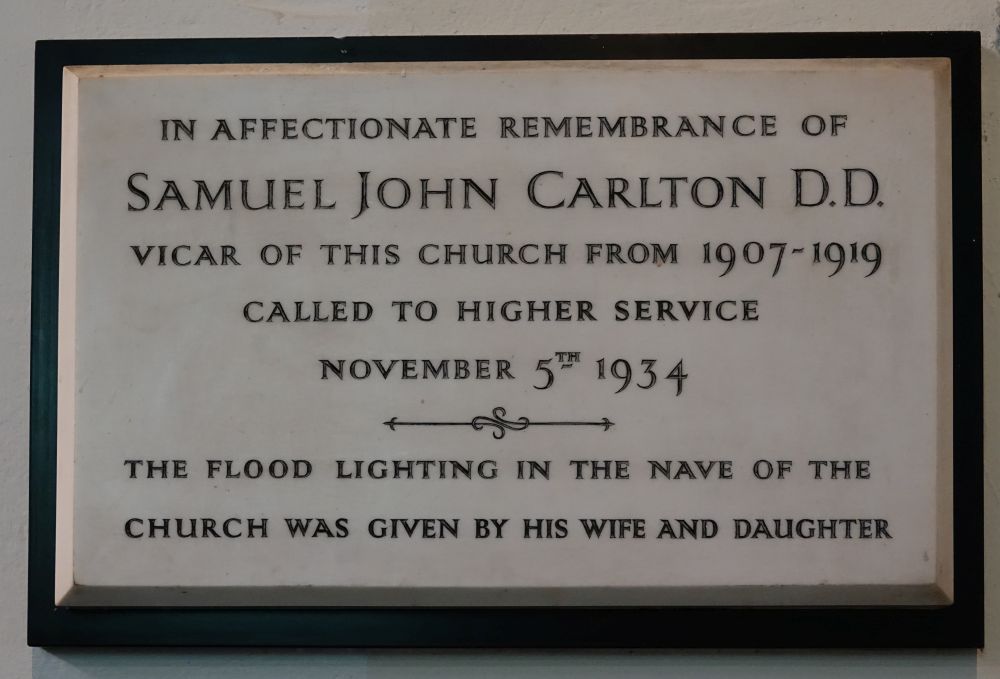 IN AFFECTIONATE REMEMBRANCE OF
SAMUEL JOHN CARLTON D.D.
VICAR OF THIS CHURCH FROM 1907-1919
CALLED TO HIGHER SERVICE
NOVEMBER 5TH 1934
THE FLOOD LIGHTING IN THE NAVE OF THE
CHURCH WAS GIVEN BY HIS WIFE AND DAUGHTER